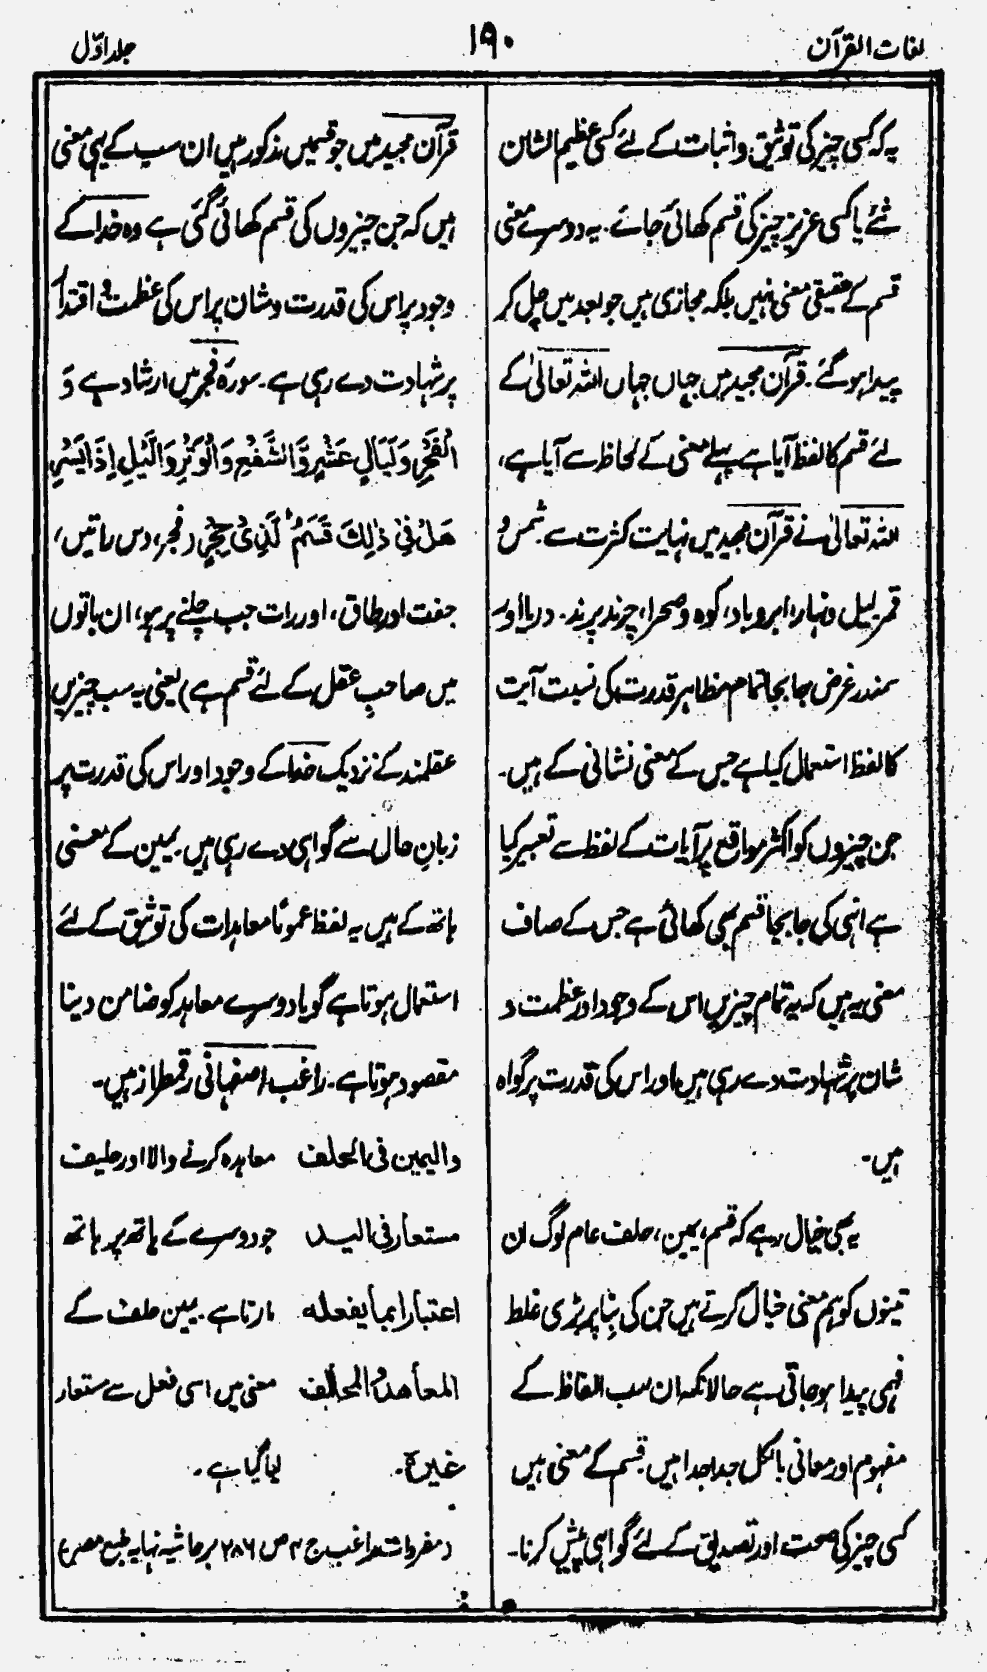 لغات القرآن
۱۹۰
جلد اوّل
یہ کہ کسی چیز کی توثیق و اثبات کے لئے کسی عظیم الشان
شئے یا کسی عزیز چیز کی قسم کھائی جائے۔ یہ دوسرے معنی
قسم کے حقیقی معنی نہیں بلکہ مجازی ہیں جو بعد میں چل کر
پیدا ہو گئے۔ قرآن مجید میں جہاں جہاں اللہ تعالیٰ کے
لئے قسم کا لفظ آیا ہے پہلے معنی کے لحاظ سے آیا ہے،
اللہ تعالیٰ نے قرآن مجید میں نہایت کثرت سے شمس و
قمر۔ لیل و نہار، ابر و باد، کوہ و صحرا، چرند پرند۔ دریا اور
سمندر غرض جابجا تمام مظاہر قدرت کی نسبت آیت
کا لفظ استعمال کیا ہے جس کے معنی نشانی کے ہیں۔
جن چیزوں کو اکثر مواقع پر آیات کے لفظ سے تعبیر کیا
ہے انہی کی جابجا قسم بھی کھائی ہے جس کے صاف
معنی یہ ہیں کہ یہ تمام چیزیں اس کے وجود اور عظمت و
شان پر شہادت دے رہی ہیں اور اس کی قدرت پر گواہ
ہیں۔
یہ بھی خیال رہے کہ قسم، یمین، حلف عام لوگ ان
تینوں کو ہم معنی خیال کرتے ہیں جن کی بنا پر بڑی غلط
فہمی پیدا ہو جاتی ہے حالانکہ ان سب الفاظ کے
مفہوم اور معانی بالکل جدا جدا ہیں۔ قسم کے معنی ہیں
کسی چیز کی صحت اور تصدیق کے لئے گواہی پیش کرنا۔
قرآن مجید میں جو قسمیں مذکور ہیں ان سب کے یہی معنی
ہیں کہ جن چیزوں کی قسم کھائی گئی ہے وہ خدا کے
وجود پر اس کی قدرت و شان پر اس کی عظمت و اقتدار
پر شہادت دے رہی ہے۔ سورۂ فجر میں ارشاد ہے وَ
الْفَجْرِ وَلَيَالٍ عَشْرٍ وَّالشَّفْعِ وَالْوَتْرِ وَالَّيْلِ اِذَا يَسْرِ
هَلْ فِیْ ذٰلِكَ قَسَمٌ لِّذِیْ حِجْرٍ (فجر، دس راتیں،
جفت اور طاق، اور رات جب چلنے پر ہو، ان باتوں
میں صاحبِ عقل کے لئے قسم ہے) یعنی یہ سب چیزیں
عقلمند کے نزدیک خدا کے وجود اور اس کی قدرت پر
زبانِ حال سے گواہی دے رہی ہیں۔ یمین کے معنی
ہاتھ کے ہیں یہ لفظ عموماً معاہدات کی توثیق کے لئے
استعمال ہوتا ہے گویا دوسرے معاہد کو ضامن دینا
مقصود ہوتا ہے۔ راغب اصفہانی رقمطراز ہیں۔
والیمین فی الحلف معاہدہ کرنے والا اور حلیف
مستعار فی الید جو دوسرے کے ہاتھ پر ہاتھ
اعتبارا بما یفعلہ مارتا ہے۔ یمین حلف کے
المعاھد والمحالف معنی میں اسی فعل سے مستعار
غیرہ۔ لیا گیا ہے۔
(مفردات راغب ج ۴ ص ۲۸۶ بر حاشیہ نہایہ طبع مصر)